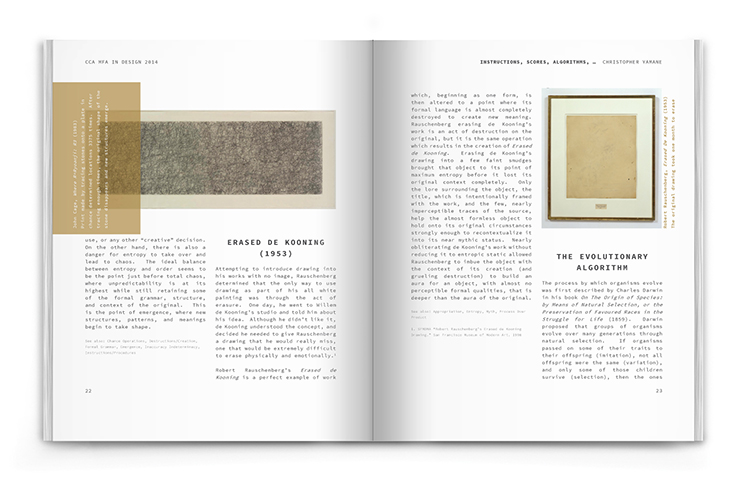 CCA MFA IN DESIGN 2014
use, or any other "creative" decision.
On the other hand, there is also a
danger for entropy to take over and
lead to chaos. The ideal balance
between entropy and order seems to
be the point just before total chaos,
where unpredictability is at its
highest while still retaining some
of the formal grammar, structure,
and context of the original. This
is the point of emergence, where new
structures, patterns, and meanings
begin to take shape.
ERASED DE KOONING
(1953)
Attempting to introduce drawing into
his works with no image, Rauschenberg
determined that the only way to use
drawing as part of his all white
painting was through the act of
erasure. One day, he went to Willem
de Kooning's studio and told him about
his idea. Although he didn't like it,
de Kooning understood the concept, and
decided he needed to give Rauschenberg
a drawing that he would really miss,
one that would be extremely difficult
to erase physically and emotionally.¹
Robert Rauschenberg's Erased de
Kooning is a perfect example of work
22
INSTRUCTIONS, SCORES, ALGORITHMS, … CHRISTOPHER YAMANE
which, beginning as one form, is
then altered to a point where its
formal language is almost completely
destroyed to create new meaning.
Rauschenberg erasing de Kooning's
work is an act of destruction on the
original, but it is the same operation
which results in the creation of Erased
de Kooning. Erasing de Kooning's
drawing into a few faint smudges
brought that object to its point of
maximum entropy before it lost its
original context completely. Only
the lore surrounding the object, the
title, which is intentionally framed
with the work, and the few, nearly
imperceptible traces of the source,
help the almost formless object to
hold onto its original circumstances
strongly enough to recontextualize it
into its near mythic status. Nearly
obliterating de Kooning's work without
reducing it to entropic static allowed
Rauschenberg to imbue the object with
the context of its creation (and
grueling destruction) to build an
aura for an object, with almost no
perceptible formal qualities, that is
deeper than the aura of the original.
Robert Rauschenberg, Erased de Kooning (1953)
The original drawing took one month to erase
THE EVOLUTIONARY
ALGORITHM
The process by which organisms evolve
was first described by Charles Darwin
in his book On The Origin of Species:
by Means of Natural Selection, or the
Preservation of Favoured Races in the
Struggle for Life (1859). Darwin
proposed that groups of organisms
evolve over many generations through
natural selection. If organisms
passed on some of their traits to
their offspring (imitation), not all
offspring were the same (variation),
and only some of those children
survive (selection), then the ones
23